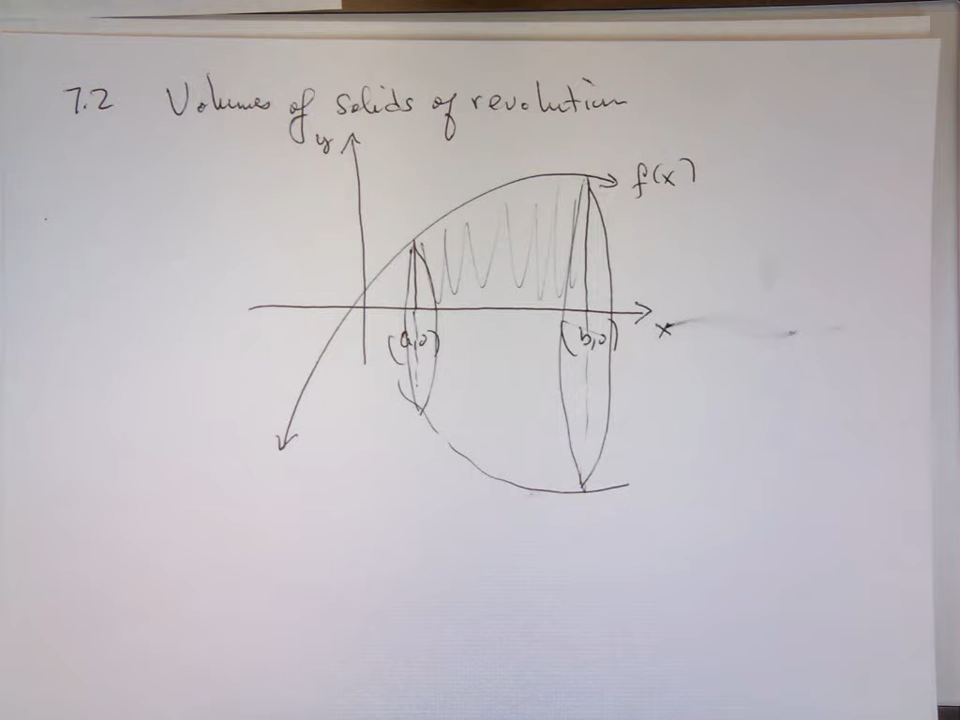 7.2 Volumes of solids of revolution
y
f(x)
x
(a,0) (b,0)